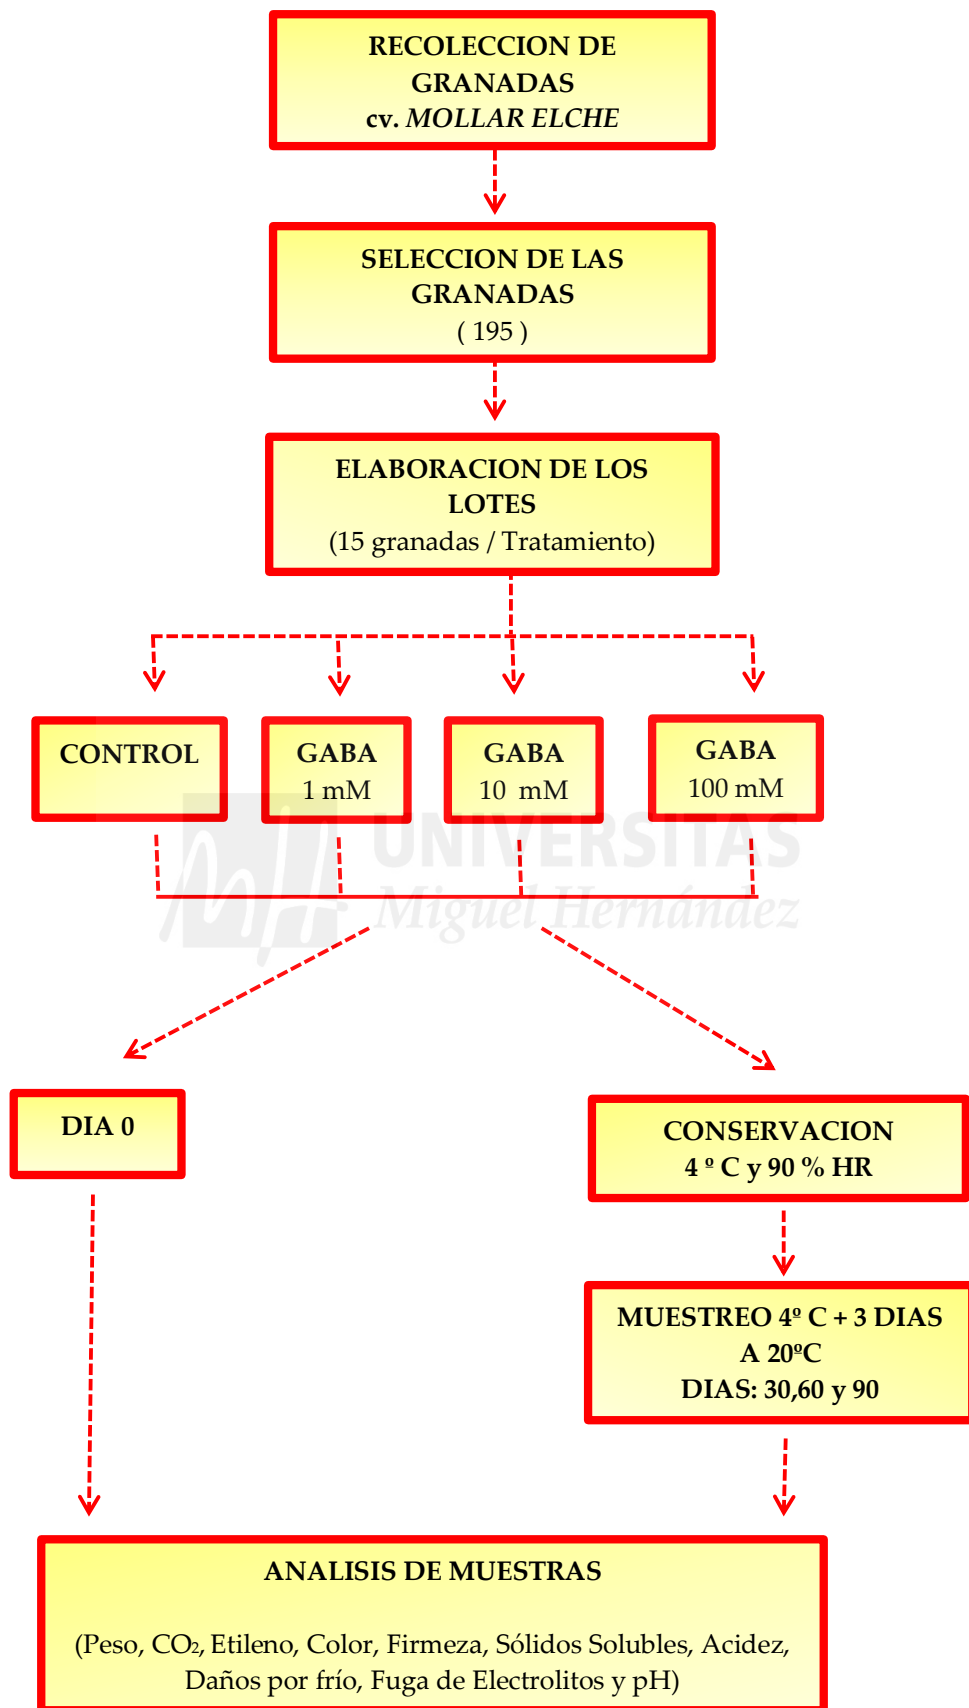 RECOLECCION DE
GRANADAS
cv. MOLLAR ELCHE
SELECCION DE LAS
GRANADAS
( 195 )
ELABORACION DE LOS
LOTES
(15 granadas / Tratamiento)
CONTROL
GABA
1 mM
GABA
10 mM
GABA
100 mM
UNIVERSITAS
Miguel Hernández
DIA 0
CONSERVACION
4 º C y 90 % HR
MUESTREO 4º C + 3 DIAS
A 20ºC
DIAS: 30,60 y 90
ANALISIS DE MUESTRAS
(Peso, CO₂, Etileno, Color, Firmeza, Sólidos Solubles, Acidez,
Daños por frío, Fuga de Electrolitos y pH)